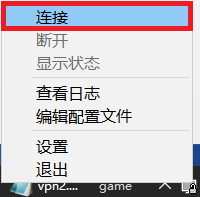 连接
断开
显示状态
查看日志
编辑配置文件
设置
退出
vpn2.... game